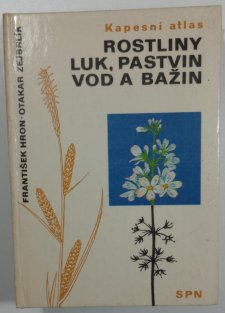 Kapesní atlas
ROSTLINY
LUK, PASTVIN
VOD A BAŽIN
FRANTIŠEK HRON · OTAKAR ZEJBRLÍK
SPN